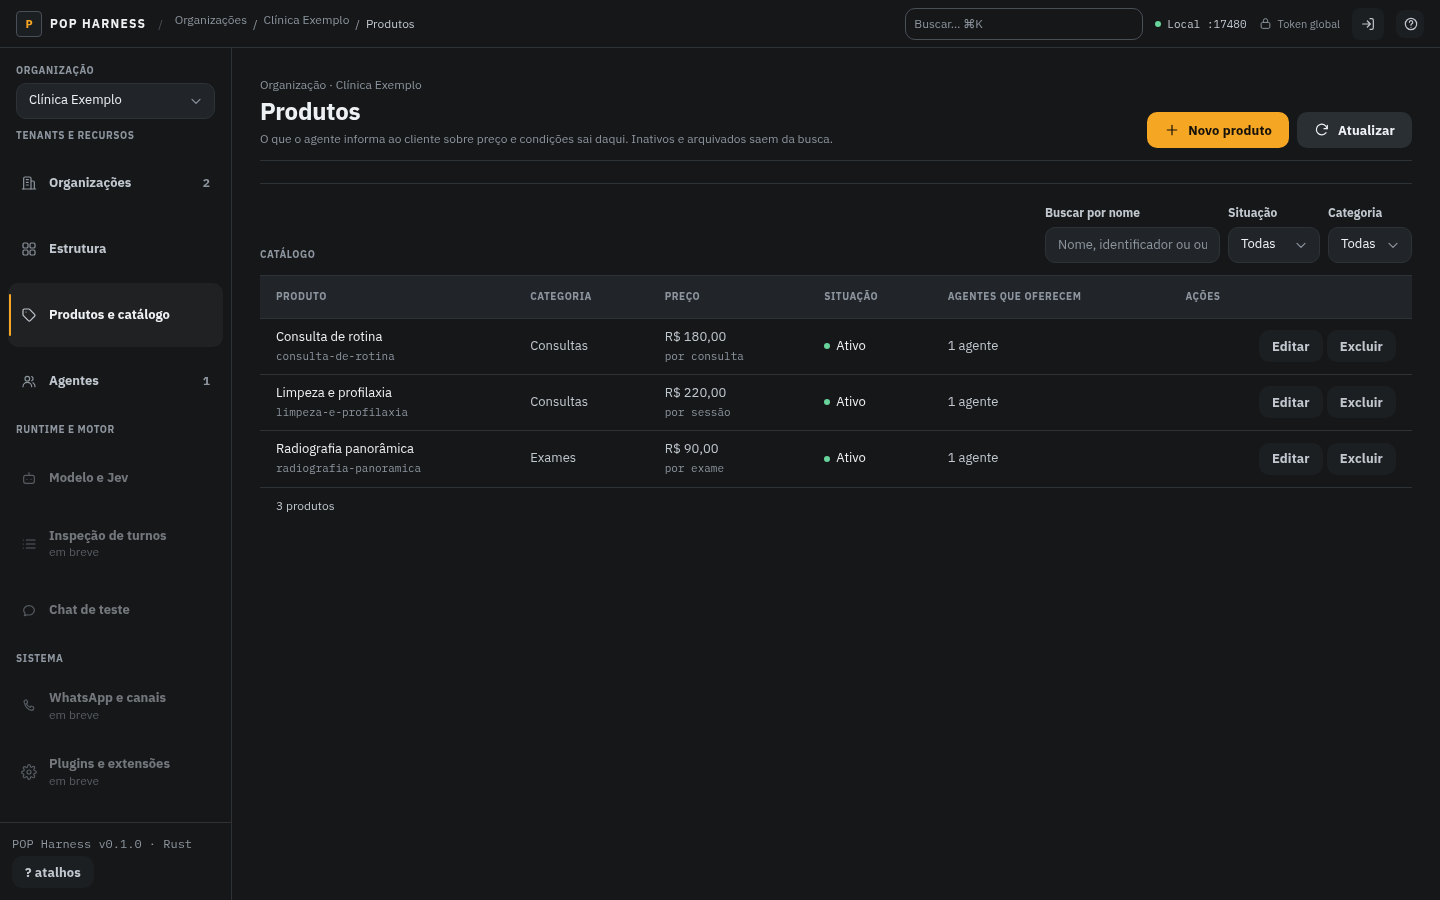 P POP HARNESS / Organizações / Clínica Exemplo / Produtos
Buscar... ⌘K
Local :17480
Token global
ORGANIZAÇÃO
Clínica Exemplo
TENANTS E RECURSOS
Organizações 2
Estrutura
Produtos e catálogo
Agentes 1
RUNTIME E MOTOR
Modelo e Jev
Inspeção de turnos
em breve
Chat de teste
SISTEMA
WhatsApp e canais
em breve
Plugins e extensões
em breve
POP Harness v0.1.0 · Rust
? atalhos
Organização · Clínica Exemplo
Produtos
O que o agente informa ao cliente sobre preço e condições sai daqui. Inativos e arquivados saem da busca.
Novo produto
Atualizar
CATÁLOGO
Buscar por nome
Nome, identificador ou ou
Situação
Todas
Categoria
Todas
PRODUTO CATEGORIA PREÇO SITUAÇÃO AGENTES QUE OFERECEM AÇÕES
Consulta de rotina
consulta-de-rotina
Consultas
R$ 180,00
por consulta
Ativo
1 agente
Editar Excluir
Limpeza e profilaxia
limpeza-e-profilaxia
Consultas
R$ 220,00
por sessão
Ativo
1 agente
Editar Excluir
Radiografia panorâmica
radiografia-panoramica
Exames
R$ 90,00
por exame
Ativo
1 agente
Editar Excluir
3 produtos